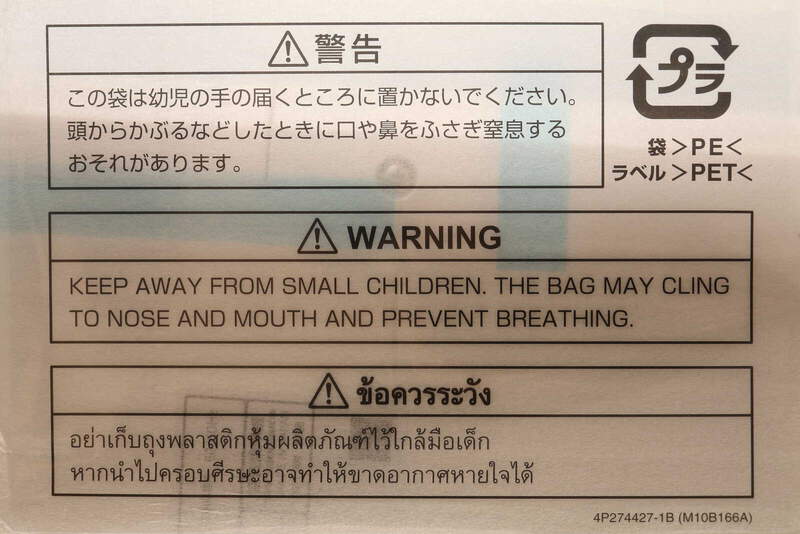 警告
この袋は幼児の手の届くところに置かないでください。
頭からかぶるなどしたときに口や鼻をふさぎ窒息する
おそれがあります。
プラ
袋 >PE<
ラベル >PET<
WARNING
KEEP AWAY FROM SMALL CHILDREN. THE BAG MAY CLING
TO NOSE AND MOUTH AND PREVENT BREATHING.
ข้อควรระวัง
อย่าเก็บถุงพลาสติกหุ้มผลิตภัณฑ์ไว้ใกล้มือเด็ก
หากนำไปครอบศีรษะอาจทำให้ขาดอากาศหายใจได้
4P274427-1B (M10B166A)